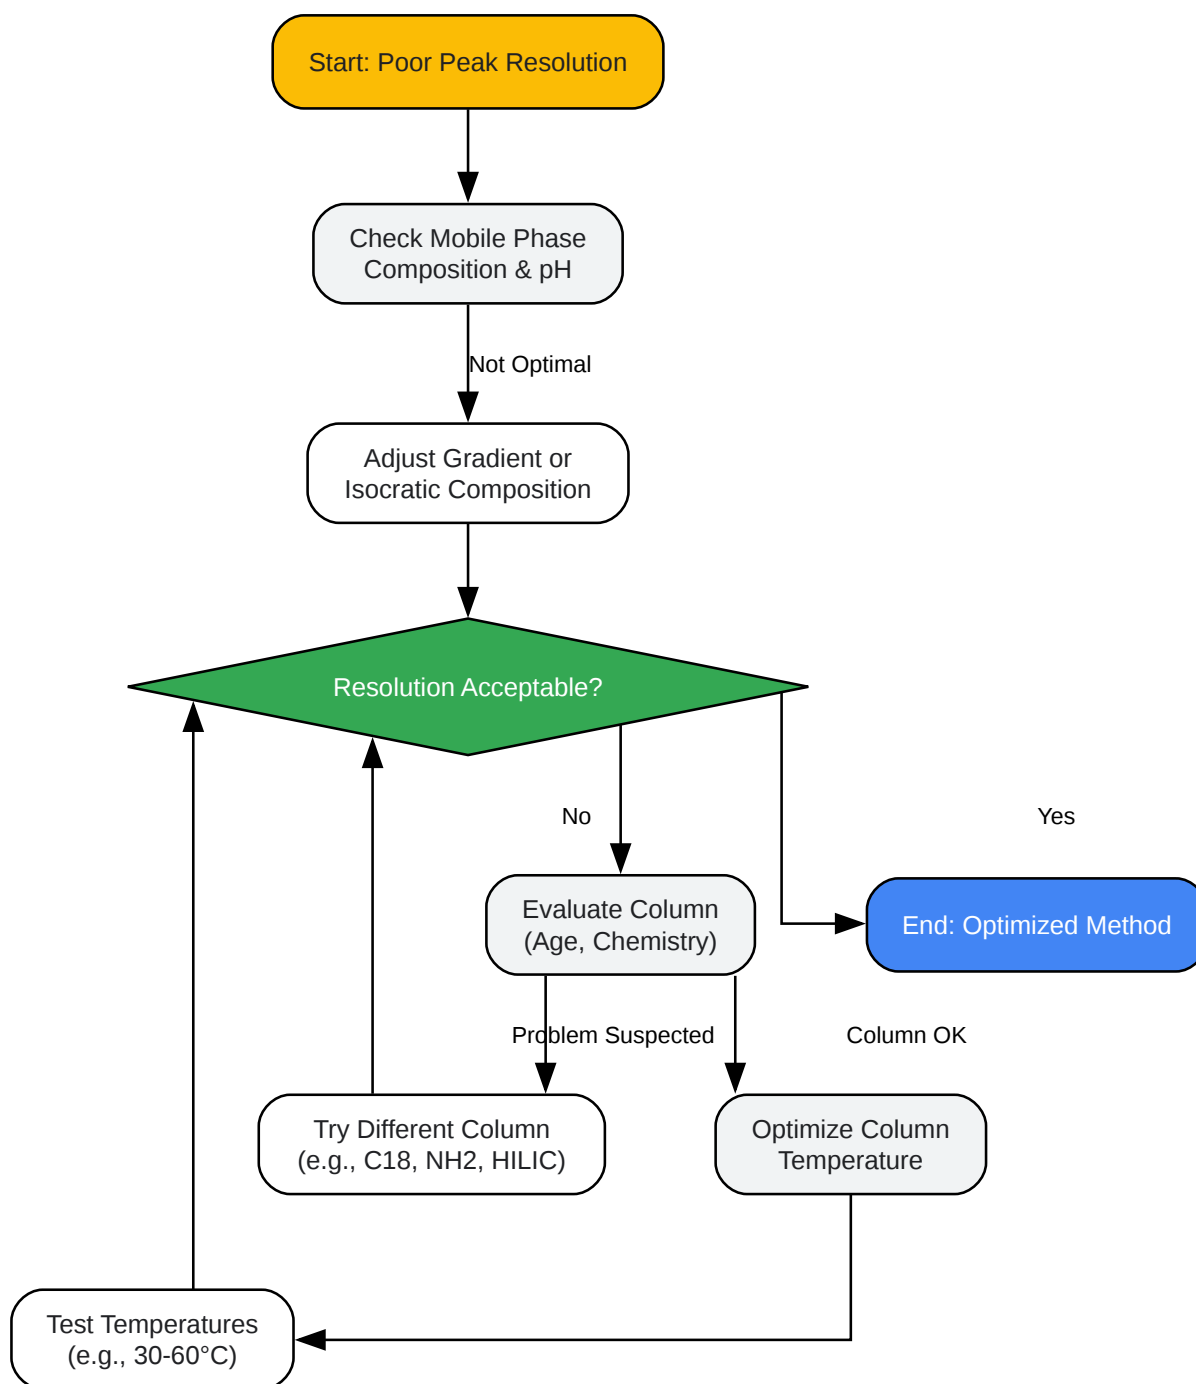 Start: Poor Peak Resolution
Check Mobile Phase
Composition & pH
Not Optimal
Adjust Gradient or
Isocratic Composition
Resolution Acceptable?
No
Yes
Evaluate Column
(Age, Chemistry)
End: Optimized Method
Problem Suspected
Column OK
Try Different Column
(e.g., C18, NH2, HILIC)
Optimize Column
Temperature
Test Temperatures
(e.g., 30-60°C)